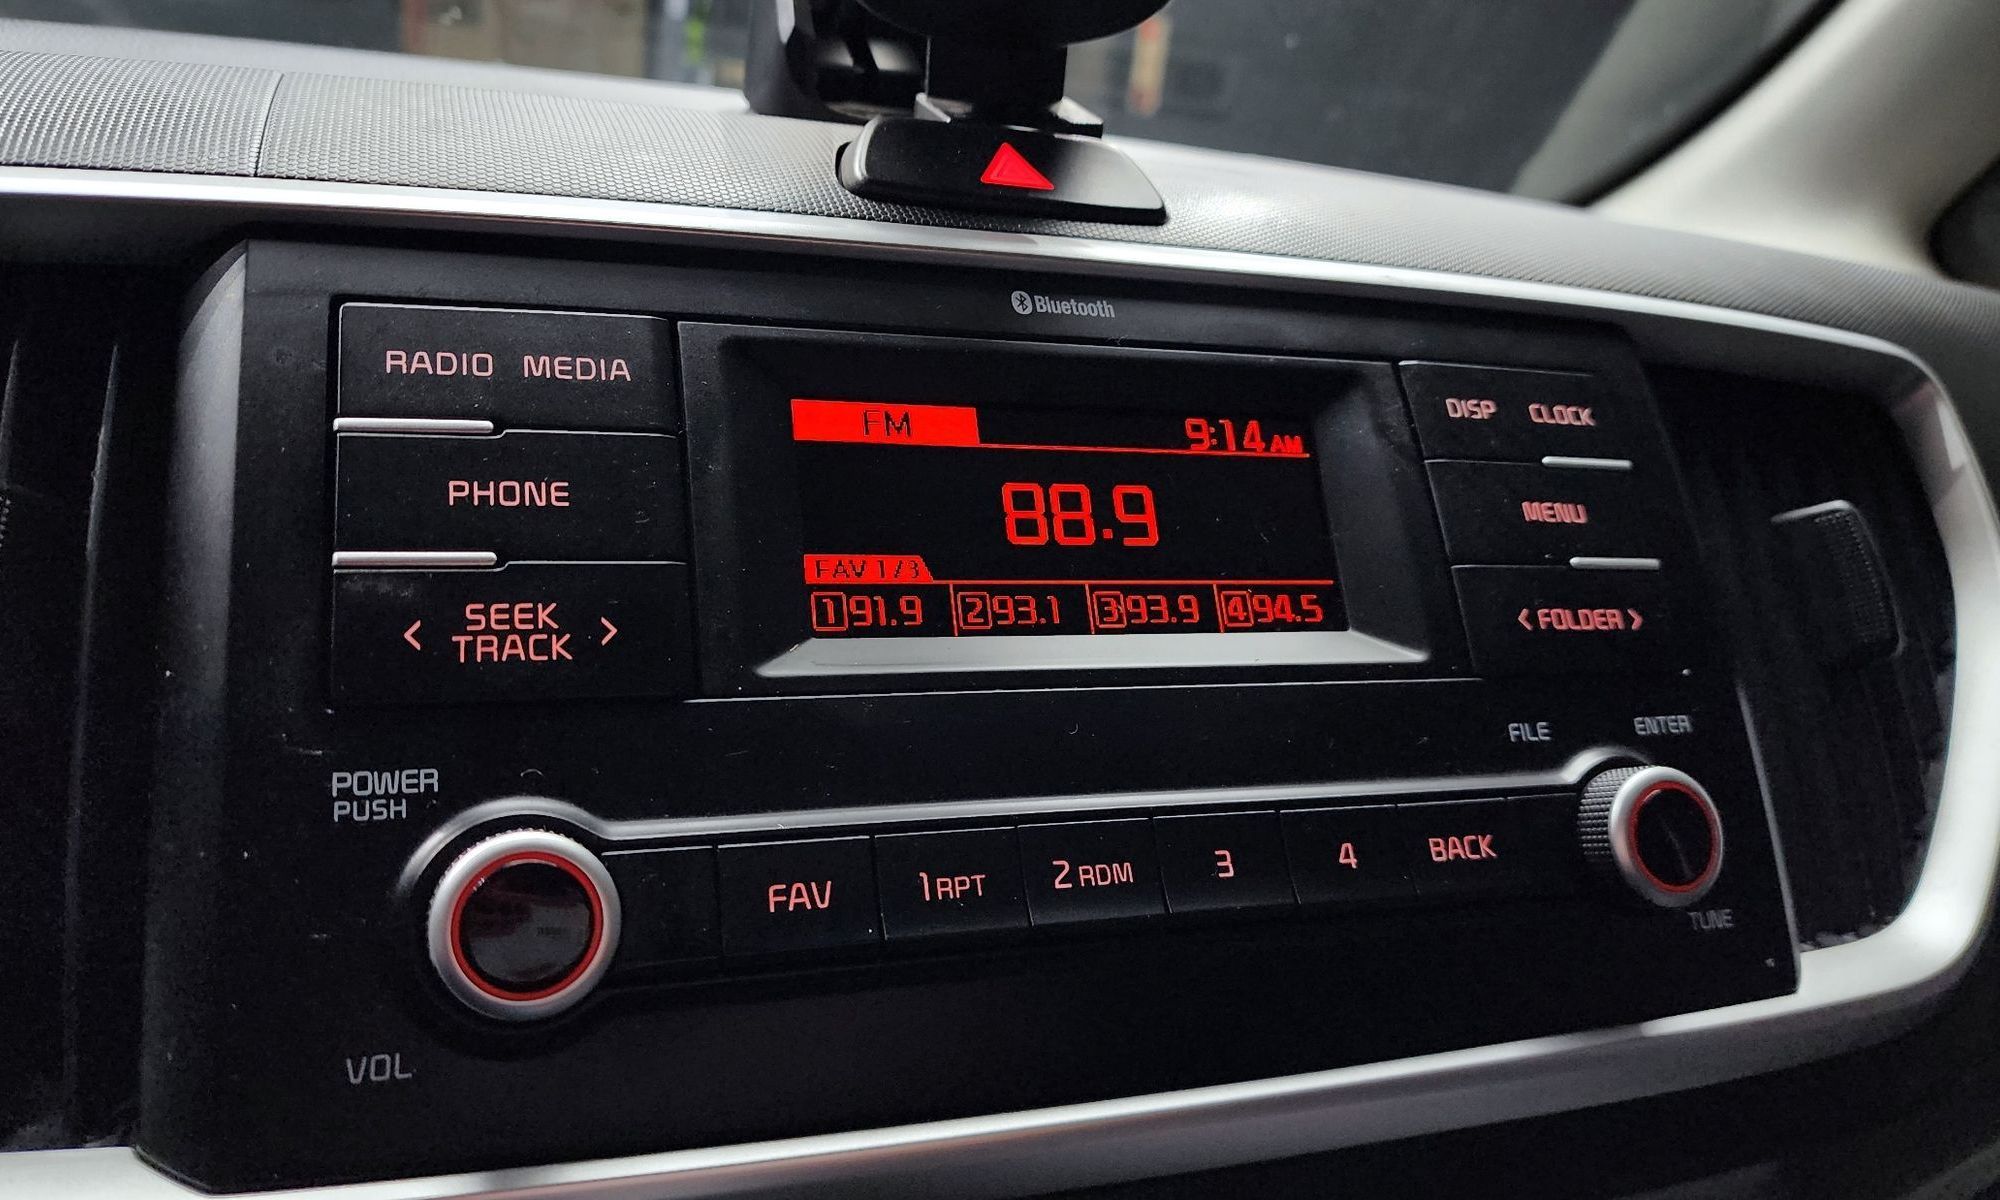 Bluetooth
RADIO MEDIA
PHONE
< SEEK >
TRACK
FM 9:14 AM
88.9
FAV 1/3
1 91.9 2 93.1 3 93.9 4 94.5
DISP CLOCK
MENU
< FOLDER >
POWER
PUSH
VOL
FAV 1 RPT 2 RDM 3 4 BACK
FILE ENTER
TUNE